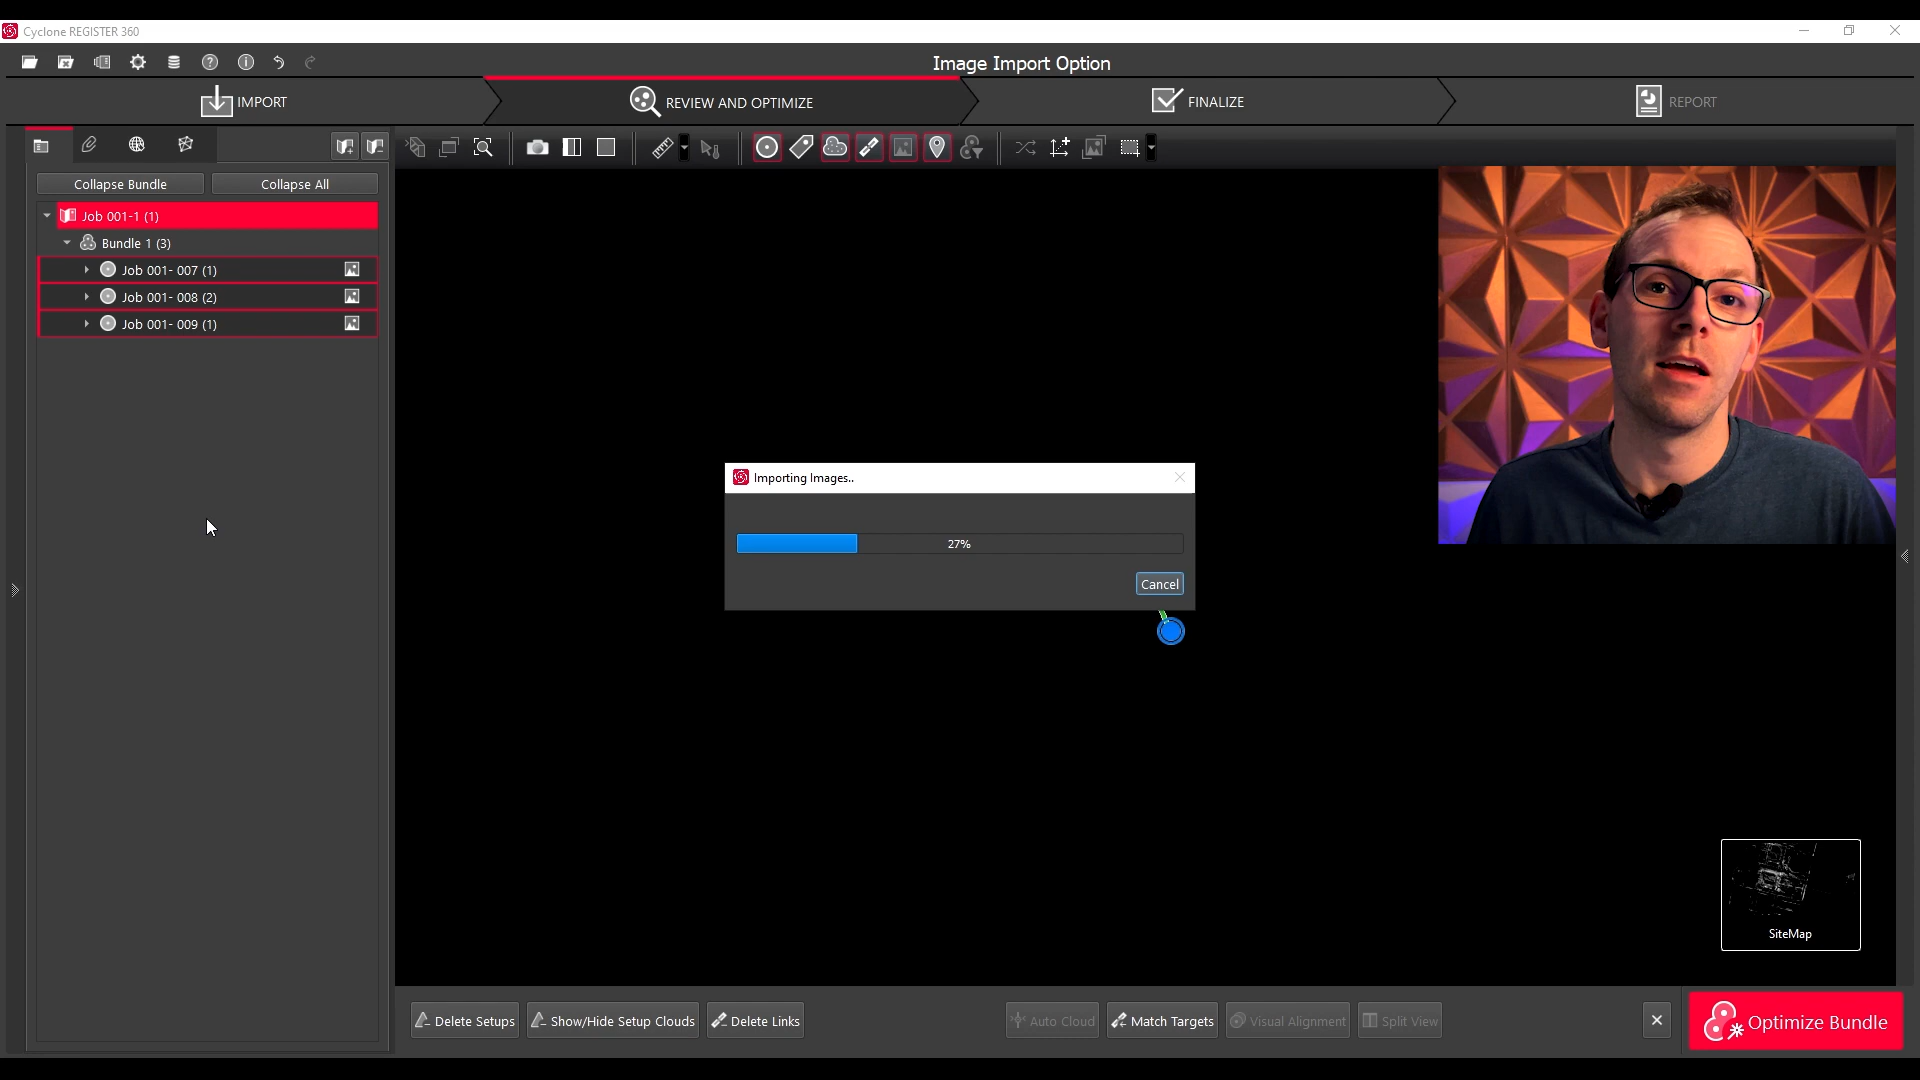 Cyclone REGISTER 360
Image Import Option
IMPORT
REVIEW AND OPTIMIZE
FINALIZE
REPORT
Collapse Bundle
Collapse All
Job 001-1 (1)
Bundle 1 (3)
Job 001- 007 (1)
Job 001- 008 (2)
Job 001- 009 (1)
Importing Images..
27%
Cancel
SiteMap
Delete Setups
Show/Hide Setup Clouds
Delete Links
Auto Cloud
Match Targets
Visual Alignment
Split View
Optimize Bundle